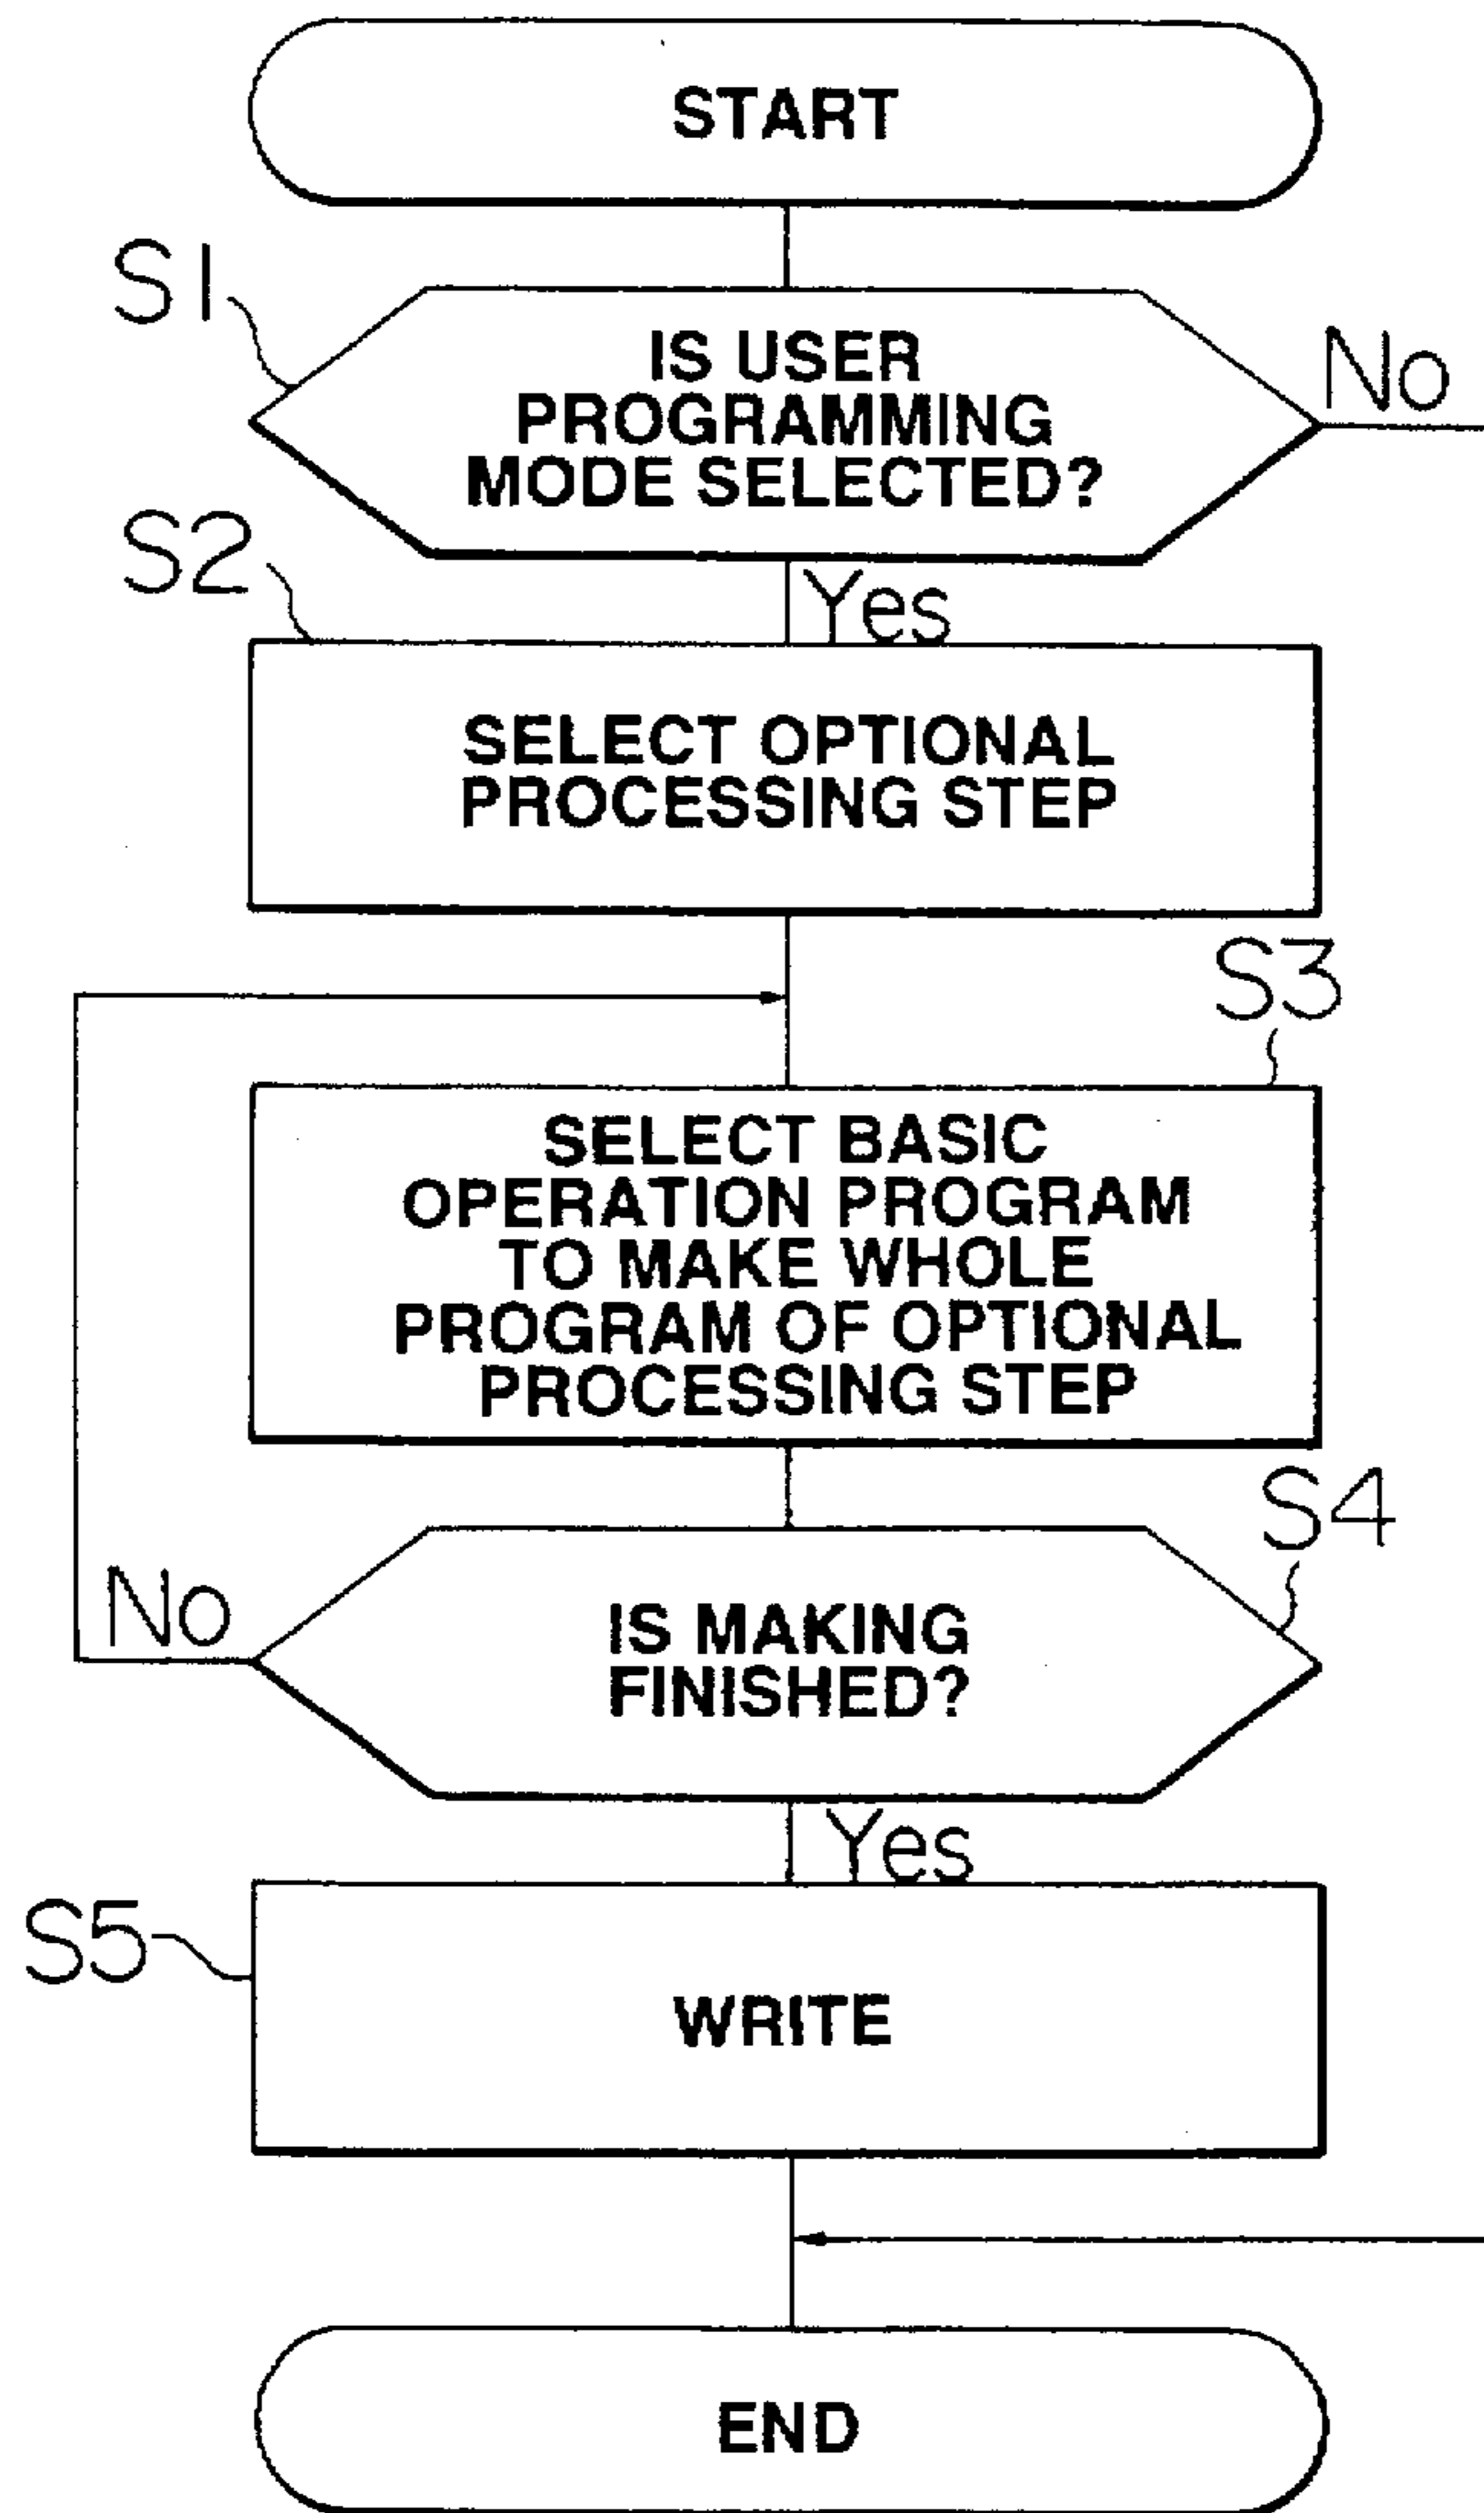 START
S1
IS USER
PROGRAMMING
MODE SELECTED?
No
Yes
S2
SELECT OPTIONAL
PROCESSING STEP
S3
SELECT BASIC
OPERATION PROGRAM
TO MAKE WHOLE
PROGRAM OF OPTIONAL
PROCESSING STEP
S4
IS MAKING
FINISHED?
No
Yes
S5
WRITE
END